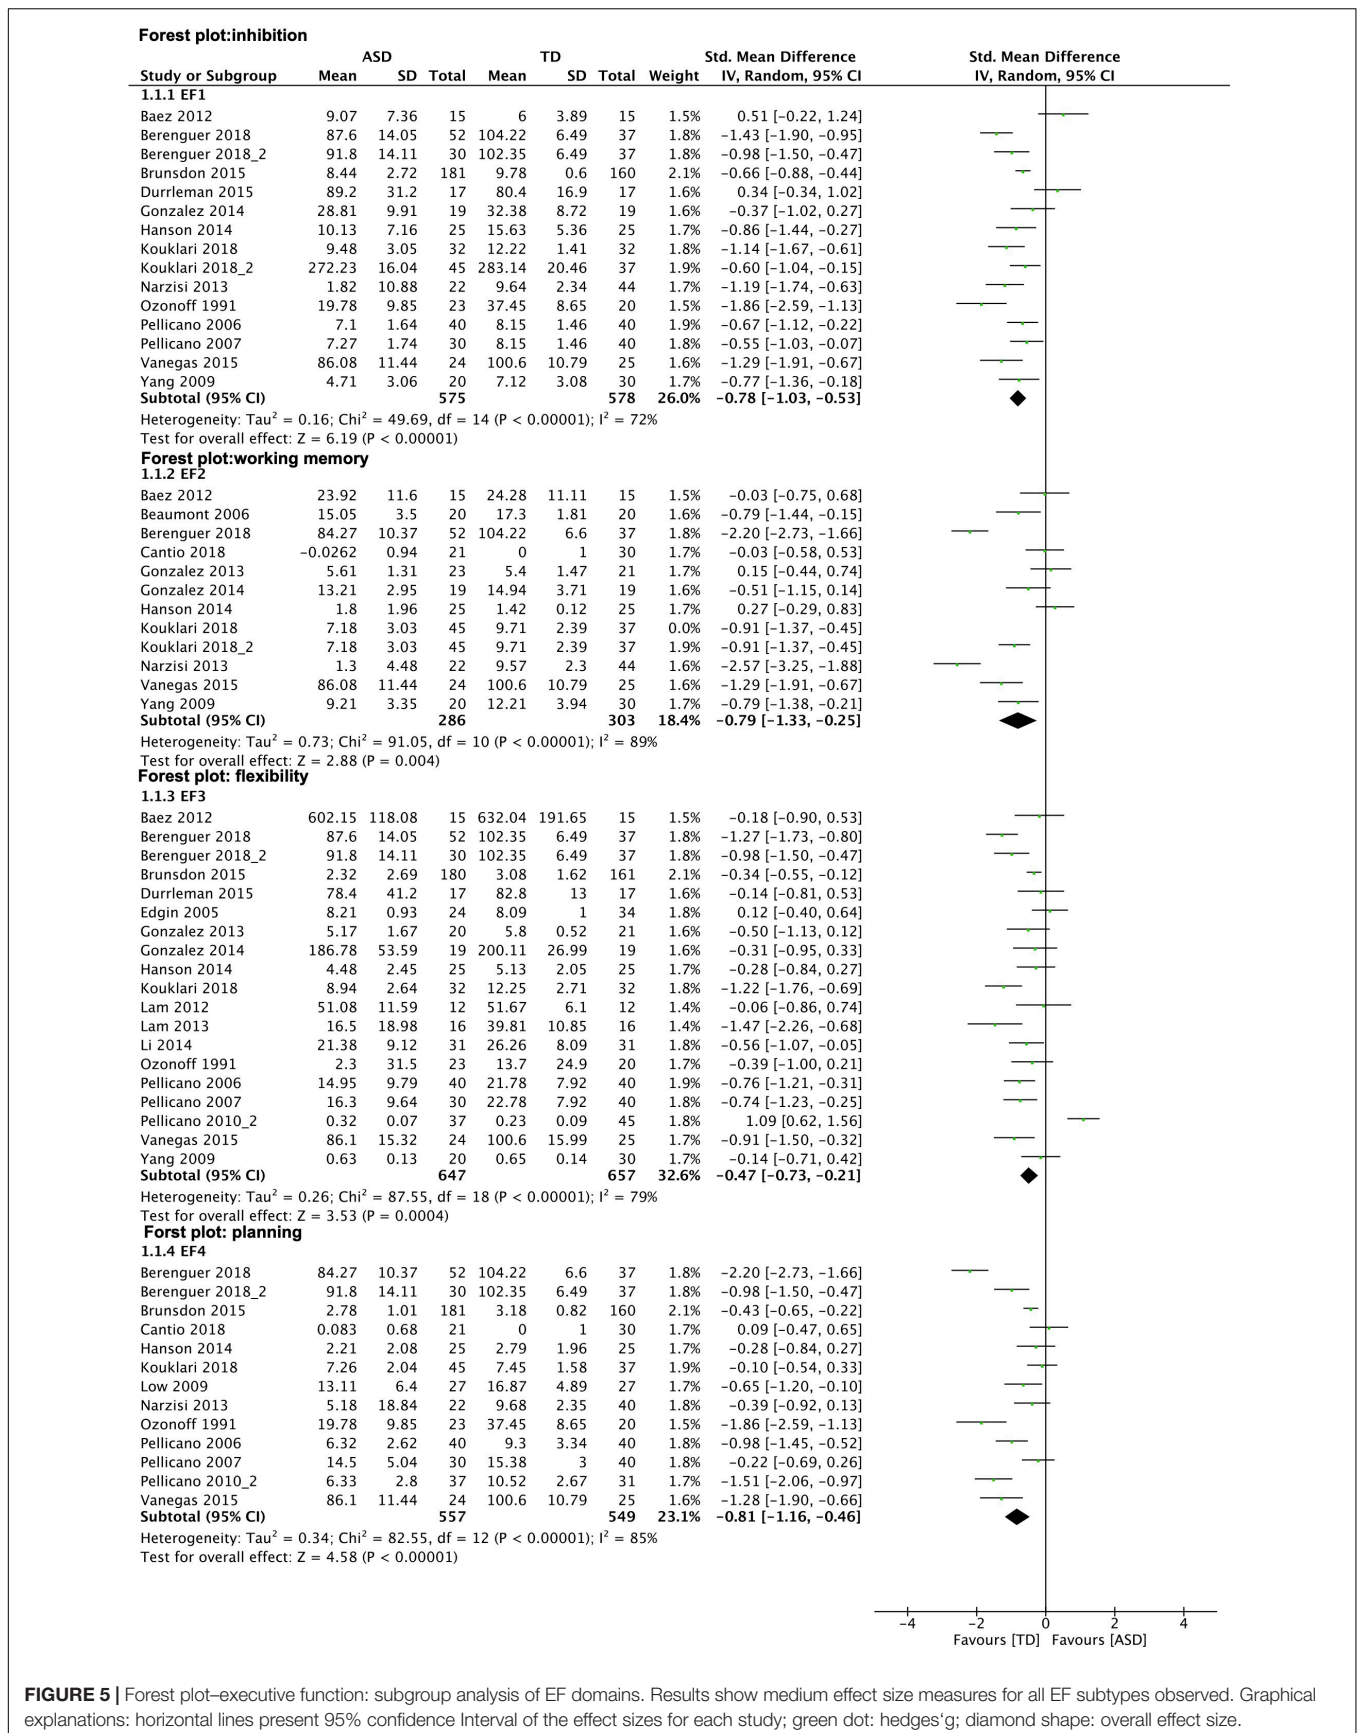 Forest plot:inhibition
ASD TD Std. Mean Difference Std. Mean Difference
Study or Subgroup Mean SD Total Mean SD Total Weight IV, Random, 95% CI IV, Random, 95% CI
1.1.1 EF1
Baez 2012 9.07 7.36 15 6 3.89 15 1.5% 0.51 [−0.22, 1.24]
Berenguer 2018 87.6 14.05 52 104.22 6.49 37 1.8% −1.43 [−1.90, −0.95]
Berenguer 2018_2 91.8 14.11 30 102.35 6.49 37 1.8% −0.98 [−1.50, −0.47]
Brunsdon 2015 8.44 2.72 181 9.78 0.6 160 2.1% −0.66 [−0.88, −0.44]
Durrleman 2015 89.2 31.2 17 80.4 16.9 17 1.6% 0.34 [−0.34, 1.02]
Gonzalez 2014 28.81 9.91 19 32.38 8.72 19 1.6% −0.37 [−1.02, 0.27]
Hanson 2014 10.13 7.16 25 15.63 5.36 25 1.7% −0.86 [−1.44, −0.27]
Kouklari 2018 9.48 3.05 32 12.22 1.41 32 1.8% −1.14 [−1.67, −0.61]
Kouklari 2018_2 272.23 16.04 45 283.14 20.46 37 1.9% −0.60 [−1.04, −0.15]
Narzisi 2013 1.82 10.88 22 9.64 2.34 44 1.7% −1.19 [−1.74, −0.63]
Ozonoff 1991 19.78 9.85 23 37.45 8.65 20 1.5% −1.86 [−2.59, −1.13]
Pellicano 2006 7.1 1.64 40 8.15 1.46 40 1.9% −0.67 [−1.12, −0.22]
Pellicano 2007 7.27 1.74 30 8.15 1.46 40 1.8% −0.55 [−1.03, −0.07]
Vanegas 2015 86.08 11.44 24 100.6 10.79 25 1.6% −1.29 [−1.91, −0.67]
Yang 2009 4.71 3.06 20 7.12 3.08 30 1.7% −0.77 [−1.36, −0.18]
Subtotal (95% CI) 575 578 26.0% −0.78 [−1.03, −0.53]
Heterogeneity: Tau² = 0.16; Chi² = 49.69, df = 14 (P < 0.00001); I² = 72%
Test for overall effect: Z = 6.19 (P < 0.00001)
Forest plot:working memory
1.1.2 EF2
Baez 2012 23.92 11.6 15 24.28 11.11 15 1.5% −0.03 [−0.75, 0.68]
Beaumont 2006 15.05 3.5 20 17.3 1.81 20 1.6% −0.79 [−1.44, −0.15]
Berenguer 2018 84.27 10.37 52 104.22 6.6 37 1.8% −2.20 [−2.73, −1.66]
Cantio 2018 −0.0262 0.94 21 0 1 30 1.7% −0.03 [−0.58, 0.53]
Gonzalez 2013 5.61 1.31 23 5.4 1.47 21 1.7% 0.15 [−0.44, 0.74]
Gonzalez 2014 13.21 2.95 19 14.94 3.71 19 1.6% −0.51 [−1.15, 0.14]
Hanson 2014 1.8 1.96 25 1.42 0.12 25 1.7% 0.27 [−0.29, 0.83]
Kouklari 2018 7.18 3.03 45 9.71 2.39 37 0.0% −0.91 [−1.37, −0.45]
Kouklari 2018_2 7.18 3.03 45 9.71 2.39 37 1.9% −0.91 [−1.37, −0.45]
Narzisi 2013 1.3 4.48 22 9.57 2.3 44 1.6% −2.57 [−3.25, −1.88]
Vanegas 2015 86.08 11.44 24 100.6 10.79 25 1.6% −1.29 [−1.91, −0.67]
Yang 2009 9.21 3.35 20 12.21 3.94 30 1.7% −0.79 [−1.38, −0.21]
Subtotal (95% CI) 286 303 18.4% −0.79 [−1.33, −0.25]
Heterogeneity: Tau² = 0.73; Chi² = 91.05, df = 10 (P < 0.00001); I² = 89%
Test for overall effect: Z = 2.88 (P = 0.004)
Forest plot: flexibility
1.1.3 EF3
Baez 2012 602.15 118.08 15 632.04 191.65 15 1.5% −0.18 [−0.90, 0.53]
Berenguer 2018 87.6 14.05 52 102.35 6.49 37 1.8% −1.27 [−1.73, −0.80]
Berenguer 2018_2 91.8 14.11 30 102.35 6.49 37 1.8% −0.98 [−1.50, −0.47]
Brunsdon 2015 2.32 2.69 180 3.08 1.62 161 2.1% −0.34 [−0.55, −0.12]
Durrleman 2015 78.4 41.2 17 82.8 13 17 1.6% −0.14 [−0.81, 0.53]
Edgin 2005 8.21 0.93 24 8.09 1 34 1.8% 0.12 [−0.40, 0.64]
Gonzalez 2013 5.17 1.67 20 5.8 0.52 21 1.6% −0.50 [−1.13, 0.12]
Gonzalez 2014 186.78 53.59 19 200.11 26.99 19 1.6% −0.31 [−0.95, 0.33]
Hanson 2014 4.48 2.45 25 5.13 2.05 25 1.7% −0.28 [−0.84, 0.27]
Kouklari 2018 8.94 2.64 32 12.25 2.71 32 1.8% −1.22 [−1.76, −0.69]
Lam 2012 51.08 11.59 12 51.67 6.1 12 1.4% −0.06 [−0.86, 0.74]
Lam 2013 16.5 18.98 16 39.81 10.85 16 1.4% −1.47 [−2.26, −0.68]
Li 2014 21.38 9.12 31 26.26 8.09 31 1.8% −0.56 [−1.07, −0.05]
Ozonoff 1991 2.3 31.5 23 13.7 24.9 20 1.7% −0.39 [−1.00, 0.21]
Pellicano 2006 14.95 9.79 40 21.78 7.92 40 1.9% −0.76 [−1.21, −0.31]
Pellicano 2007 16.3 9.64 30 22.78 7.92 40 1.8% −0.74 [−1.23, −0.25]
Pellicano 2010_2 0.32 0.07 37 0.23 0.09 45 1.8% 1.09 [0.62, 1.56]
Vanegas 2015 86.1 15.32 24 100.6 15.99 25 1.7% −0.91 [−1.50, −0.32]
Yang 2009 0.63 0.13 20 0.65 0.14 30 1.7% −0.14 [−0.71, 0.42]
Subtotal (95% CI) 647 657 32.6% −0.47 [−0.73, −0.21]
Heterogeneity: Tau² = 0.26; Chi² = 87.55, df = 18 (P < 0.00001); I² = 79%
Test for overall effect: Z = 3.53 (P = 0.0004)
Forst plot: planning
1.1.4 EF4
Berenguer 2018 84.27 10.37 52 104.22 6.6 37 1.8% −2.20 [−2.73, −1.66]
Berenguer 2018_2 91.8 14.11 30 102.35 6.49 37 1.8% −0.98 [−1.50, −0.47]
Brunsdon 2015 2.78 1.01 181 3.18 0.82 160 2.1% −0.43 [−0.65, −0.22]
Cantio 2018 0.083 0.68 21 0 1 30 1.7% 0.09 [−0.47, 0.65]
Hanson 2014 2.21 2.08 25 2.79 1.96 25 1.7% −0.28 [−0.84, 0.27]
Kouklari 2018 7.26 2.04 45 7.45 1.58 37 1.9% −0.10 [−0.54, 0.33]
Low 2009 13.11 6.4 27 16.87 4.89 27 1.7% −0.65 [−1.20, −0.10]
Narzisi 2013 5.18 18.84 22 9.68 2.35 40 1.8% −0.39 [−0.92, 0.13]
Ozonoff 1991 19.78 9.85 23 37.45 8.65 20 1.5% −1.86 [−2.59, −1.13]
Pellicano 2006 6.32 2.62 40 9.3 3.34 40 1.8% −0.98 [−1.45, −0.52]
Pellicano 2007 14.5 5.04 30 15.38 3 40 1.8% −0.22 [−0.69, 0.26]
Pellicano 2010_2 6.33 2.8 37 10.52 2.67 31 1.7% −1.51 [−2.06, −0.97]
Vanegas 2015 86.1 11.44 24 100.6 10.79 25 1.6% −1.28 [−1.90, −0.66]
Subtotal (95% CI) 557 549 23.1% −0.81 [−1.16, −0.46]
Heterogeneity: Tau² = 0.34; Chi² = 82.55, df = 12 (P < 0.00001); I² = 85%
Test for overall effect: Z = 4.58 (P < 0.00001)
−4 −2 0 2 4
Favours [TD] Favours [ASD]
FIGURE 5 | Forest plot–executive function: subgroup analysis of EF domains. Results show medium effect size measures for all EF subtypes observed. Graphical
explanations: horizontal lines present 95% confidence Interval of the effect sizes for each study; green dot: hedges‘g; diamond shape: overall effect size.